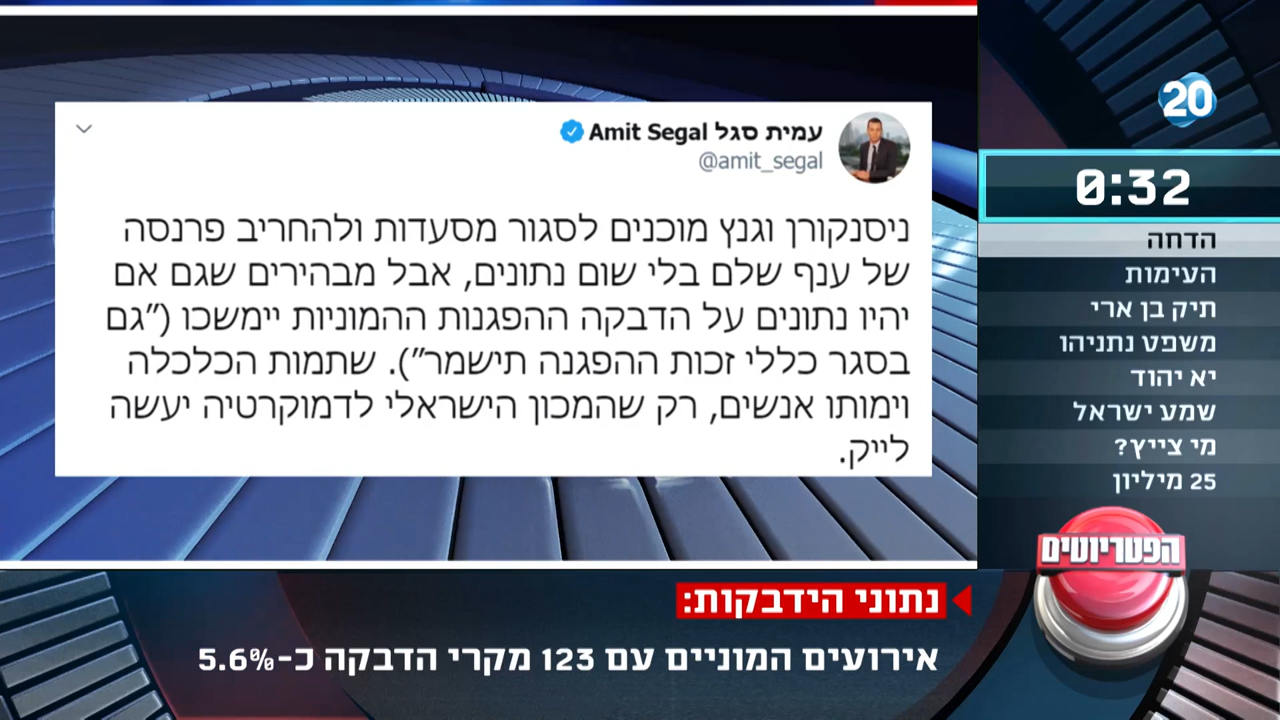 עמית סגל Amit Segal
@amit_segal
ניסנקורן וגנץ מוכנים לסגור מסעדות ולהחריב פרנסה
של ענף שלם בלי שום נתונים, אבל מבהירים שגם אם
יהיו נתונים על הדבקה ההפגנות ההמוניות יימשכו ("גם
בסגר כללי זכות ההפגנה תישמר"). שתמות הכלכלה
וימותו אנשים, רק שהמכון הישראלי לדמוקרטיה יעשה
לייק.
20
0:32
הדחה
העימות
תיק בן ארי
משפט נתניהו
יא יהוד
שמע ישראל
מי צייץ?
25 מיליון
הפטריוטים
נתוני הידבקות:
אירועים המוניים עם 123 מקרי הדבקה כ-5.6%